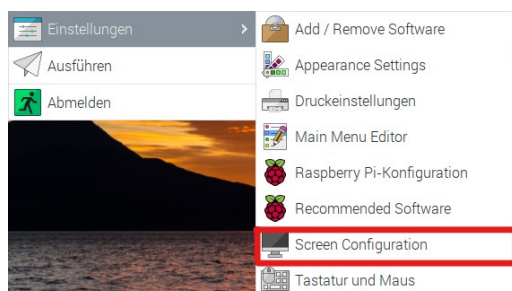 Einstellungen
Ausführen
Abmelden
Add / Remove Software
Appearance Settings
Druckeinstellungen
Main Menu Editor
Raspberry Pi-Konfiguration
Recommended Software
Screen Configuration
Tastatur und Maus